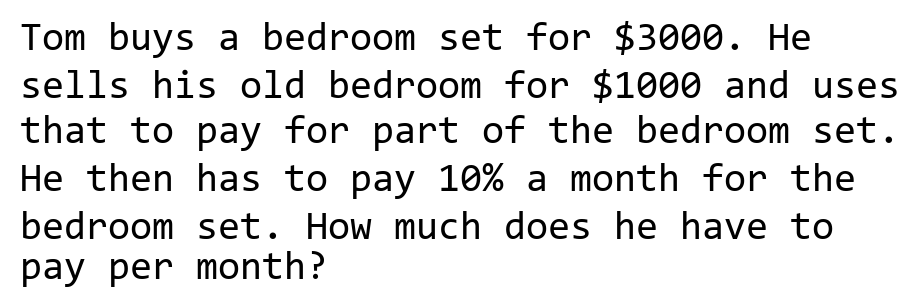 Tom buys a bedroom set for $3000. He
sells his old bedroom for $1000 and uses
that to pay for part of the bedroom set.
He then has to pay 10% a month for the
bedroom set. How much does he have to
pay per month?